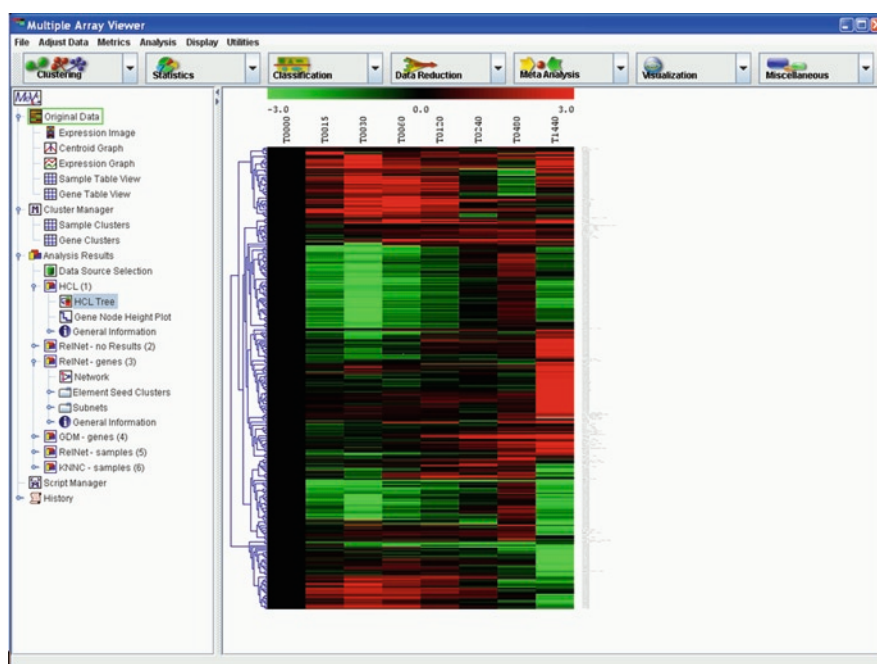 Multiple Array Viewer
File Adjust Data Metrics Analysis Display Utilities
Clustering Statistics Classification Data Reduction Meta Analysis Visualization Miscellaneous
MeV
Original Data
Expression Image
Centroid Graph
Expression Graph
Sample Table View
Gene Table View
Cluster Manager
Sample Clusters
Gene Clusters
Analysis Results
Data Source Selection
HCL (1)
HCL Tree
Gene Node Height Plot
General Information
RelNet - no Results (2)
RelNet - genes (3)
Network
Element Seed Clusters
Subnets
General Information
GDM - genes (4)
RelNet - samples (5)
KNNC - samples (6)
Script Manager
History
-3.0 0.0 3.0
T0000 T0015 T0030 T0060 T0120 T0240 T0480 T1440